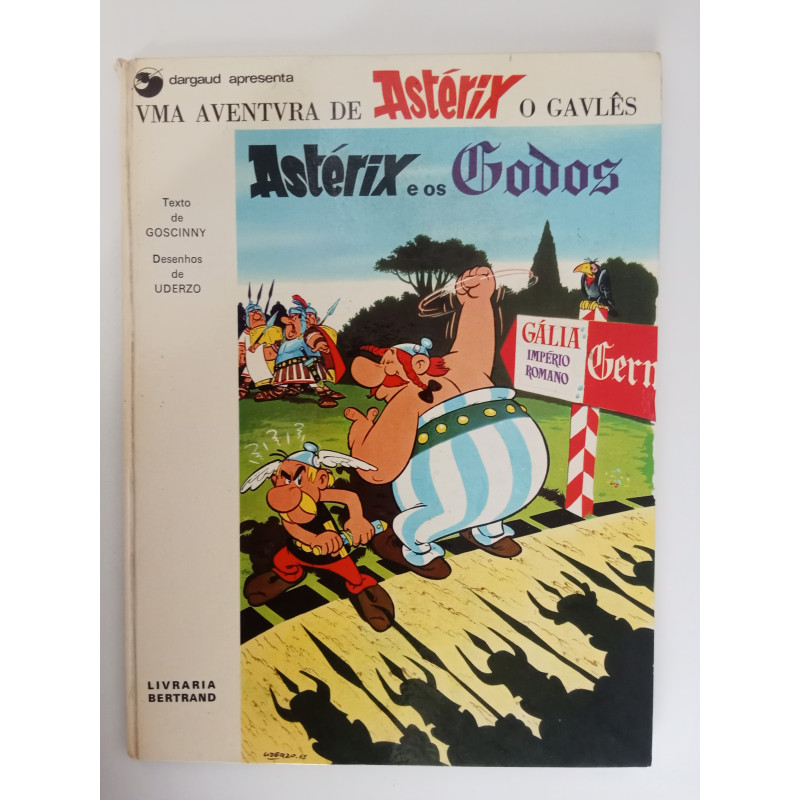 dargaud apresenta
VMA AVENTVRA DE Astérix O GAVLÊS
Astérix e os Godos
Texto
de
GOSCINNY
Desenhos
de
UDERZO
GÁLIA
IMPÉRIO
ROMANO
Germ
LIVRARIA
BERTRAND